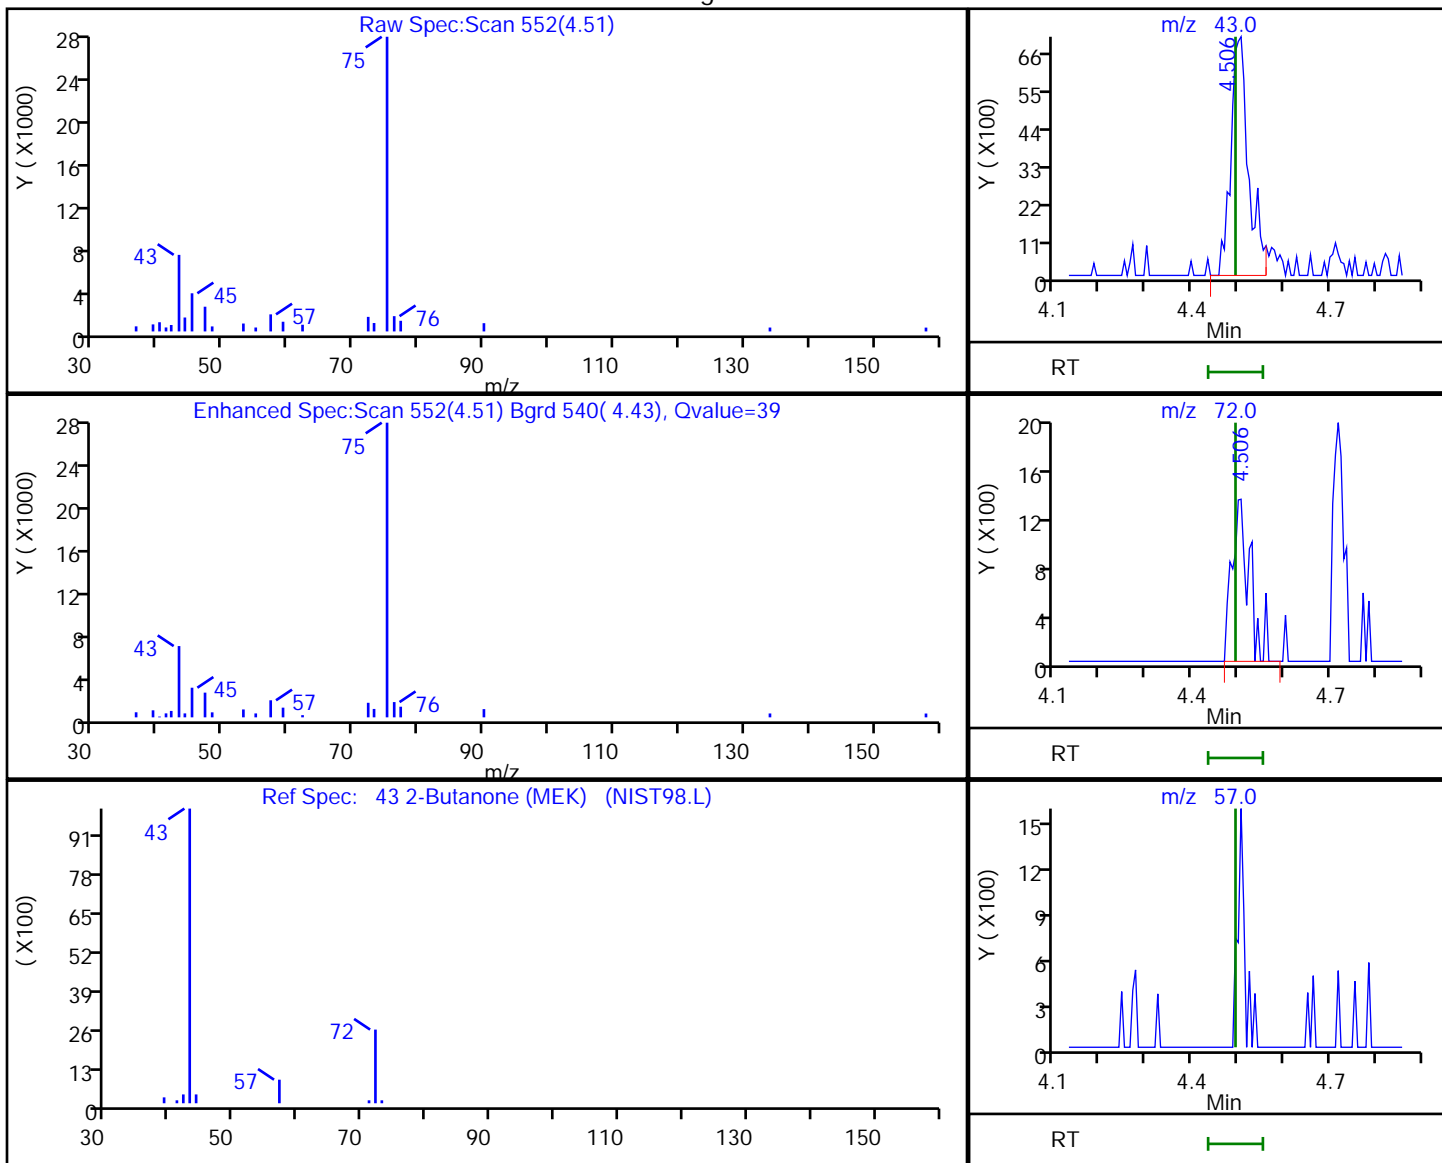 Raw Spec:Scan 552(4.51)
28
24
20
16
12
8
4
0
Y ( X1000)
75
43
45
57
76
30 50 70 90 110 130 150
m/z
m/z 43.0
66
55
44
33
22
11
0
Y ( X100)
4.506
4.1 4.4 4.7
Min
RT
Enhanced Spec:Scan 552(4.51) Bgrd 540( 4.43), Qvalue=39
28
24
20
16
12
8
4
0
Y ( X1000)
75
43
45
57
76
30 50 70 90 110 130 150
m/z
m/z 72.0
20
16
12
8
4
0
Y ( X100)
4.506
4.1 4.4 4.7
Min
RT
Ref Spec: 43 2-Butanone (MEK) (NIST98.L)
91
78
65
52
39
26
13
0
( X100)
43
72
57
30 50 70 90 110 130 150
m/z 57.0
15
12
9
6
3
0
Y ( X100)
4.1 4.4 4.7
Min
RT